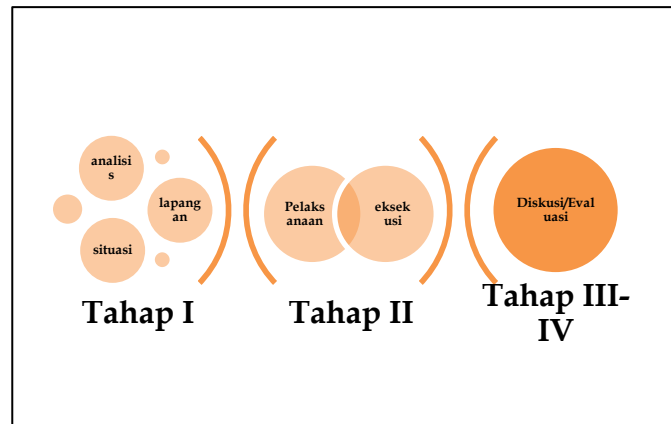 analisi
s
lapang
an
situasi
Tahap I
Pelaks
anaan
eksek
usi
Tahap II
Diskusi/Eval
uasi
Tahap III-
IV